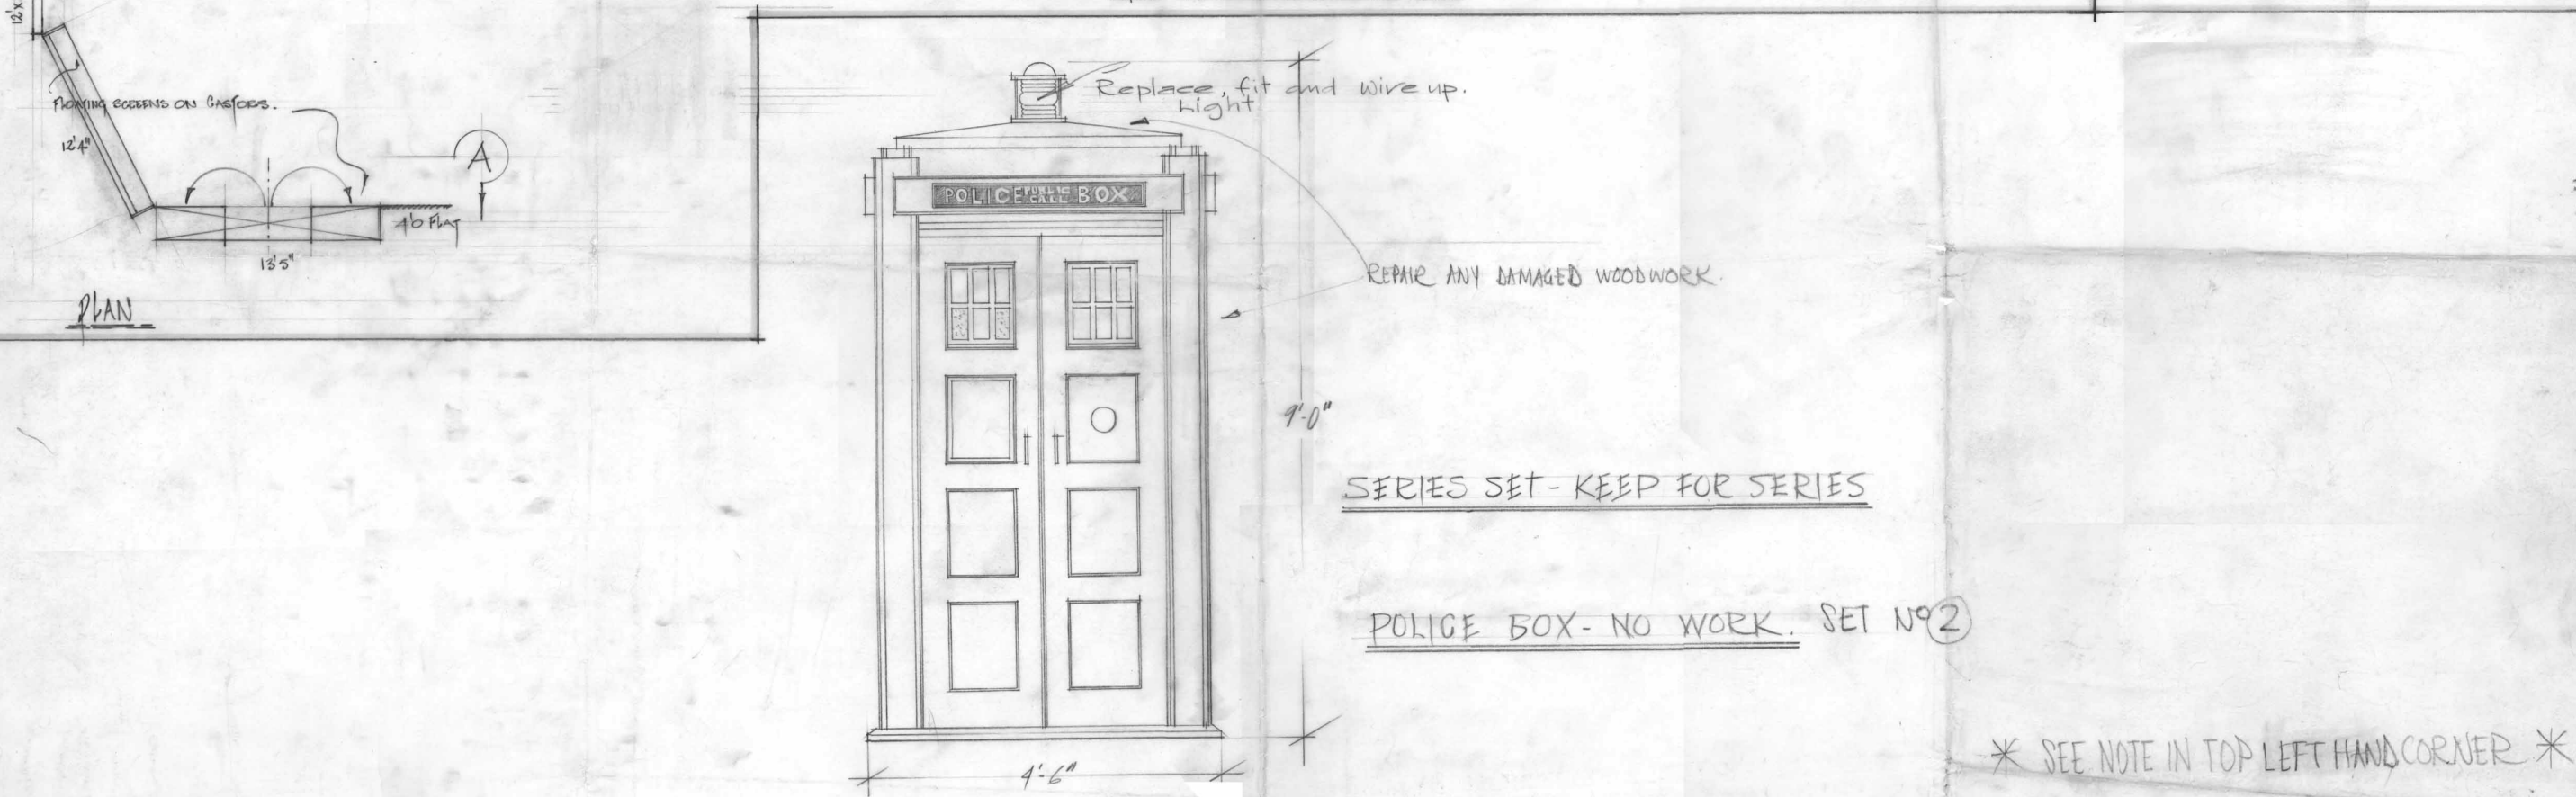 12'x
FLOATING SCREENS ON CASTORS.
12'4"
A
4'0 FLAT
13'5"
PLAN
Replace, fit and wire up.
Light
POLICE PUBLIC CALL BOX
REPAIR ANY DAMAGED WOODWORK.
9'-0"
SERIES SET - KEEP FOR SERIES
POLICE BOX - NO WORK. SET No 2
4'-6"
* SEE NOTE IN TOP LEFT HAND CORNER *